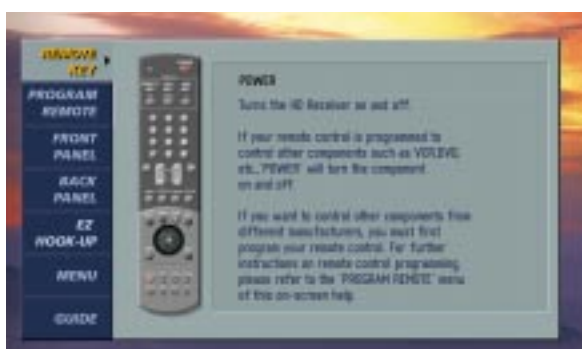 REMOTE
KEY
PROGRAM
REMOTE
FRONT
PANEL
BACK
PANEL
EZ
HOOK-UP
MENU
GUIDE
POWER
Turns the HD Receiver on and off.
If your remote control is programmed to
control other components such as VCR,DVD,
etc., 'POWER' will turn the component
on and off.
If you want to control other components from
different manufacturers, you must first
program your remote control. For further
instructions on remote control programming,
please refer to the 'PROGRAM REMOTE' menu
of this on-screen help.